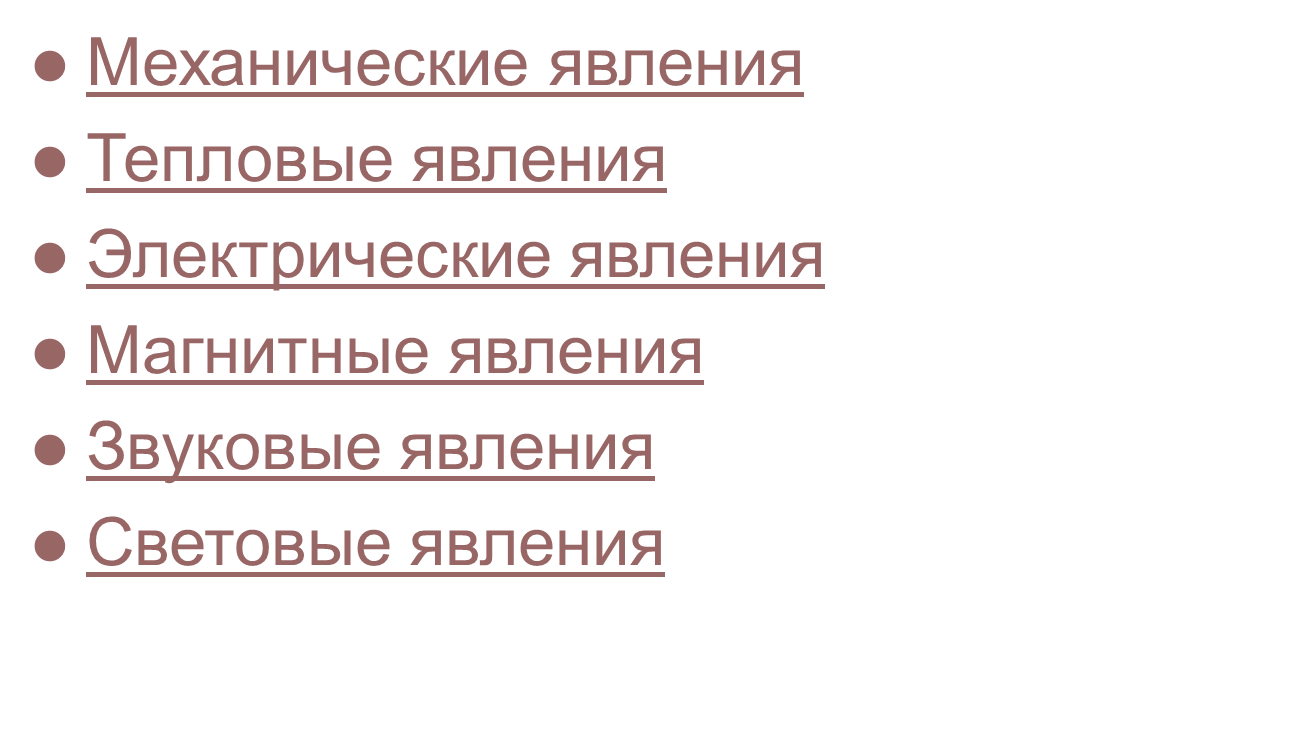 • Механические явления
• Тепловые явления
• Электрические явления
• Магнитные явления
• Звуковые явления
• Световые явления